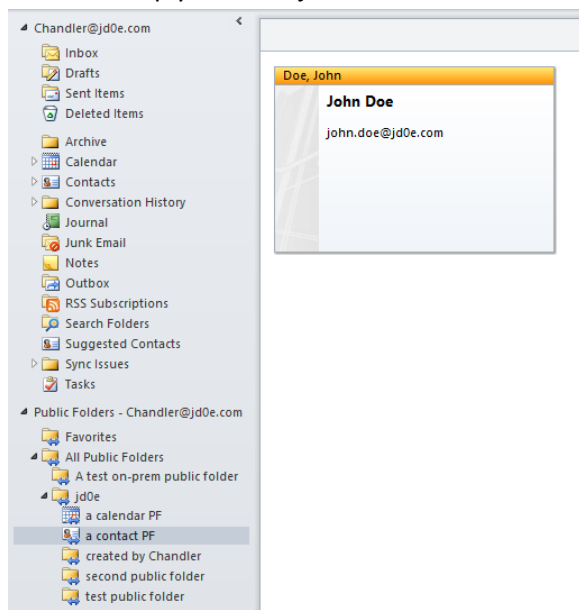 Chandler@jd0e.com
Inbox
Drafts
Sent Items
Deleted Items
Archive
Calendar
Contacts
Conversation History
Journal
Junk Email
Notes
Outbox
RSS Subscriptions
Search Folders
Suggested Contacts
Sync Issues
Tasks
Public Folders - Chandler@jd0e.com
Favorites
All Public Folders
A test on-prem public folder
jd0e
a calendar PF
a contact PF
created by Chandler
second public folder
test public folder
Doe, John
John Doe
john.doe@jd0e.com